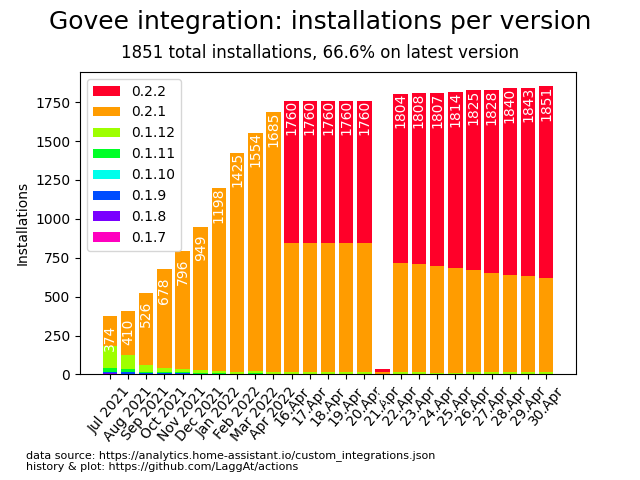 Govee integration: installations per version
1851 total installations, 66.6% on latest version
0.2.2
0.2.1
0.1.12
0.1.11
0.1.10
0.1.9
0.1.8
0.1.7
Installations
1750
1500
1250
1000
750
500
250
0
374
410
526
678
796
949
1198
1425
1554
1685
1760
1760
1760
1760
1760
1804
1808
1807
1814
1825
1828
1840
1843
1851
Jul 2021
Aug 2021
Sep 2021
Oct 2021
Nov 2021
Dec 2021
Jan 2022
Feb 2022
Mar 2022
Apr 2022
16.Apr
17.Apr
18.Apr
19.Apr
20.Apr
21.Apr
22.Apr
23.Apr
24.Apr
25.Apr
26.Apr
27.Apr
28.Apr
29.Apr
30.Apr
data source: https://analytics.home-assistant.io/custom_integrations.json
history & plot: https://github.com/LaggAt/actions